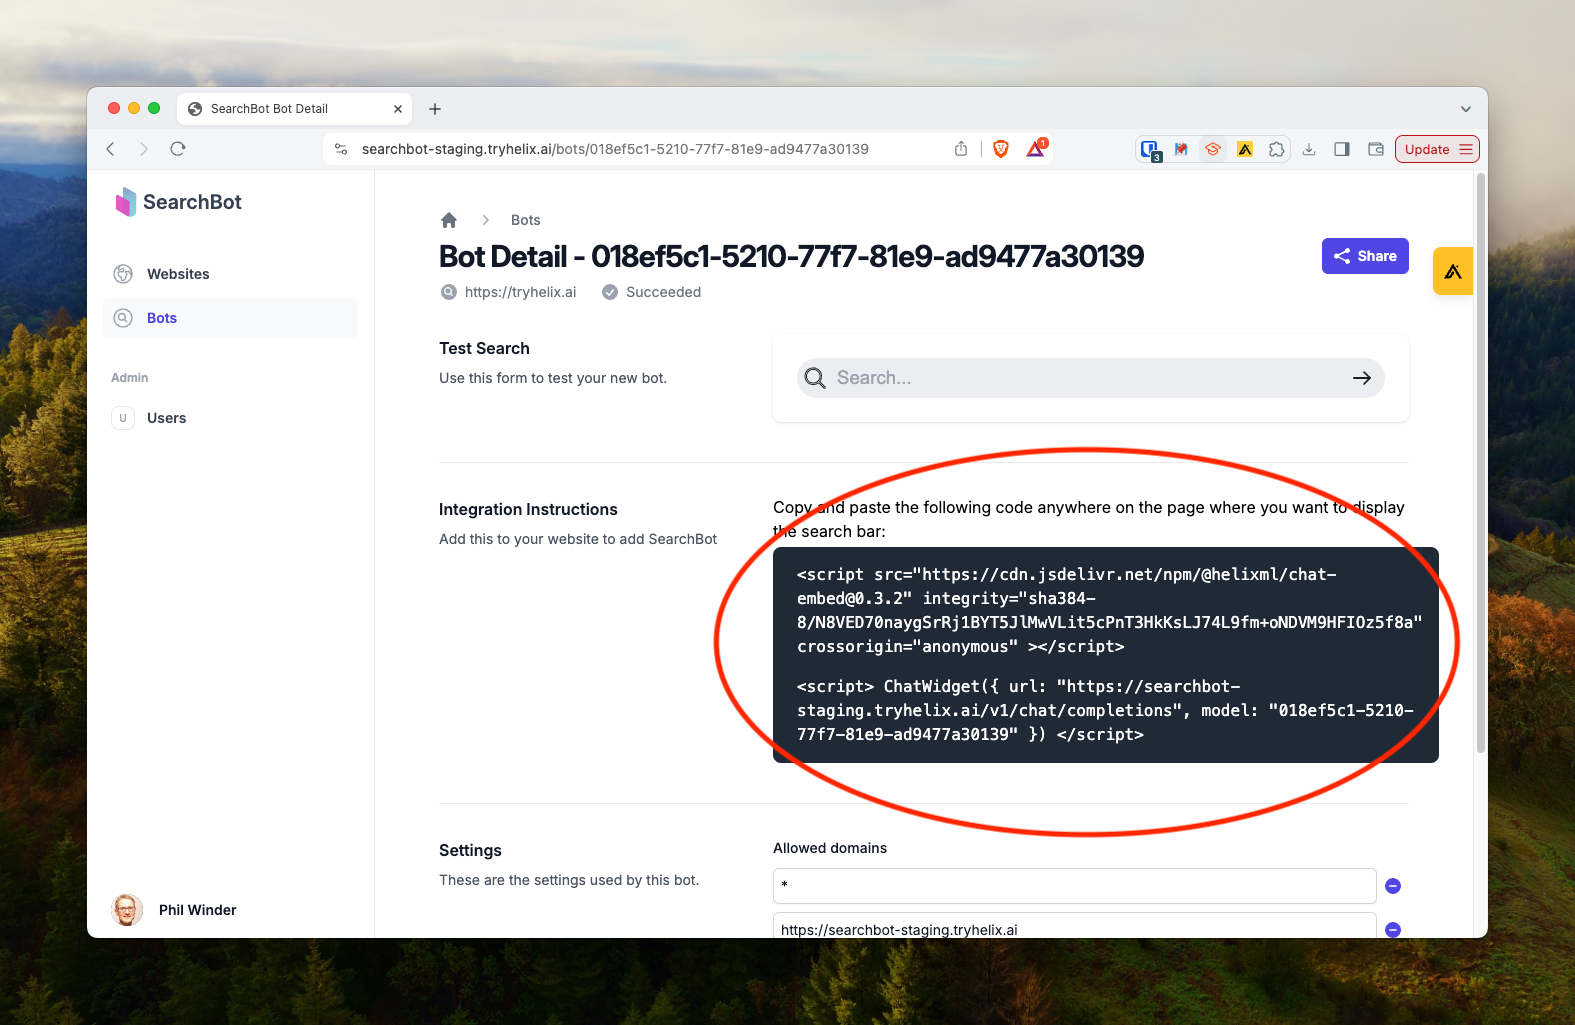 SearchBot Bot Detail
searchbot-staging.tryhelix.ai/bots/018ef5c1-5210-77f7-81e9-ad9477a30139
1
3
Update
SearchBot
Websites
Bots
Admin
U Users
Phil Winder
Bots
Bot Detail - 018ef5c1-5210-77f7-81e9-ad9477a30139
Share
https://tryhelix.ai Succeeded
Test Search
Use this form to test your new bot.
Search...
Integration Instructions
Add this to your website to add SearchBot
Copy and paste the following code anywhere on the page where you want to display
the search bar:
<script src="https://cdn.jsdelivr.net/npm/@helixml/chat-
embed@0.3.2" integrity="sha384-
8/N8VED70naygSrRj1BYT5JlMwVLit5cPnT3HkKsLJ74L9fm+oNDVM9HFIOz5f8a"
crossorigin="anonymous" ></script>
<script> ChatWidget({ url: "https://searchbot-
staging.tryhelix.ai/v1/chat/completions", model: "018ef5c1-5210-
77f7-81e9-ad9477a30139" }) </script>
Settings
These are the settings used by this bot.
Allowed domains
*
https://searchbot-staging.tryhelix.ai